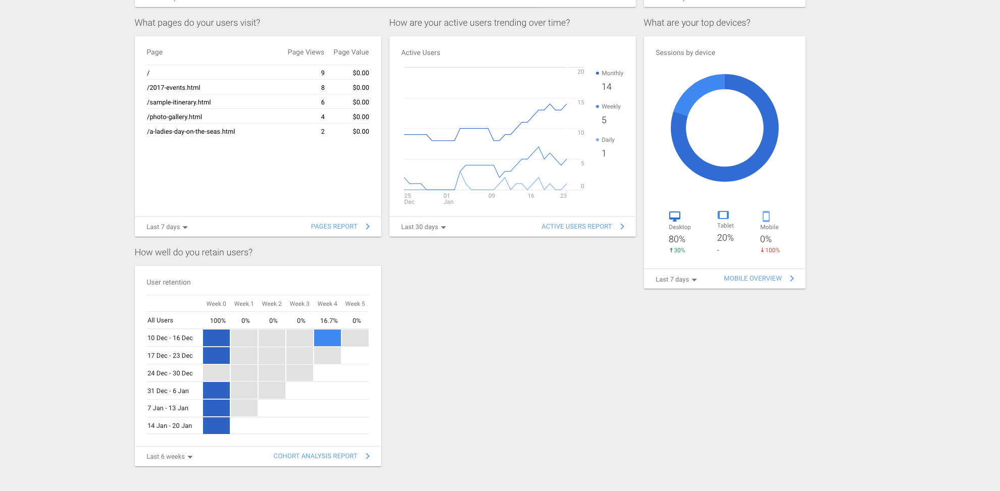 What pages do your users visit?
Page Page Views Page Value
/ 9 $0.00
/2017-events.html 8 $0.00
/sample-itinerary.html 6 $0.00
/photo-gallery.html 4 $0.00
/a-ladies-day-on-the-seas.html 2 $0.00
Last 7 days PAGES REPORT
How are your active users trending over time?
Active Users
20
15
10
5
0
25 01 09 16 23
Dec Jan
Monthly
14
Weekly
5
Daily
1
Last 30 days ACTIVE USERS REPORT
What are your top devices?
Sessions by device
Desktop Tablet Mobile
80% 20% 0%
30% - 100%
Last 7 days MOBILE OVERVIEW
How well do you retain users?
User retention
Week 0 Week 1 Week 2 Week 3 Week 4 Week 5
All Users 100% 0% 0% 0% 16.7% 0%
10 Dec - 16 Dec
17 Dec - 23 Dec
24 Dec - 30 Dec
31 Dec - 6 Jan
7 Jan - 13 Jan
14 Jan - 20 Jan
Last 6 weeks COHORT ANALYSIS REPORT